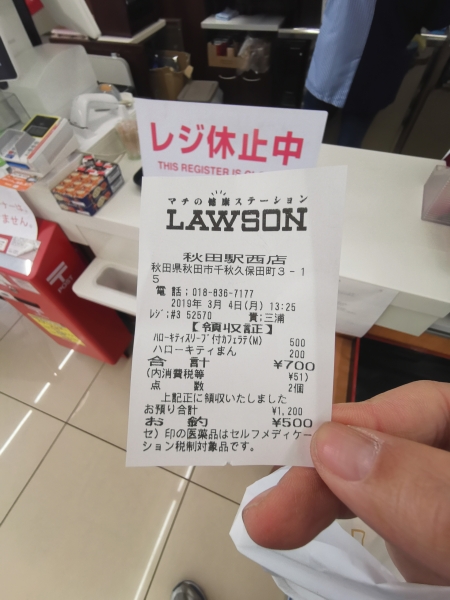 レジ休止中
THIS REGISTER IS
マチの健康ステーション
LAWSON
秋田駅西店
秋田県秋田市千秋久保田町3-1
5
電話:018-836-7177
2019年 3月 4日(月) 13:25
レジ:#3 52570 責:三浦
【領収証】
ハローキティスリーブ付カフェラテ(M) 500
ハローキティまん 200
合 計 ¥700
(内消費税等 ¥51)
点 数 2個
上記正に領収いたしました
お預り合計 ¥1,200
お釣 ¥500
セ)印の医薬品はセルフメディケー
ション税制対象品です。